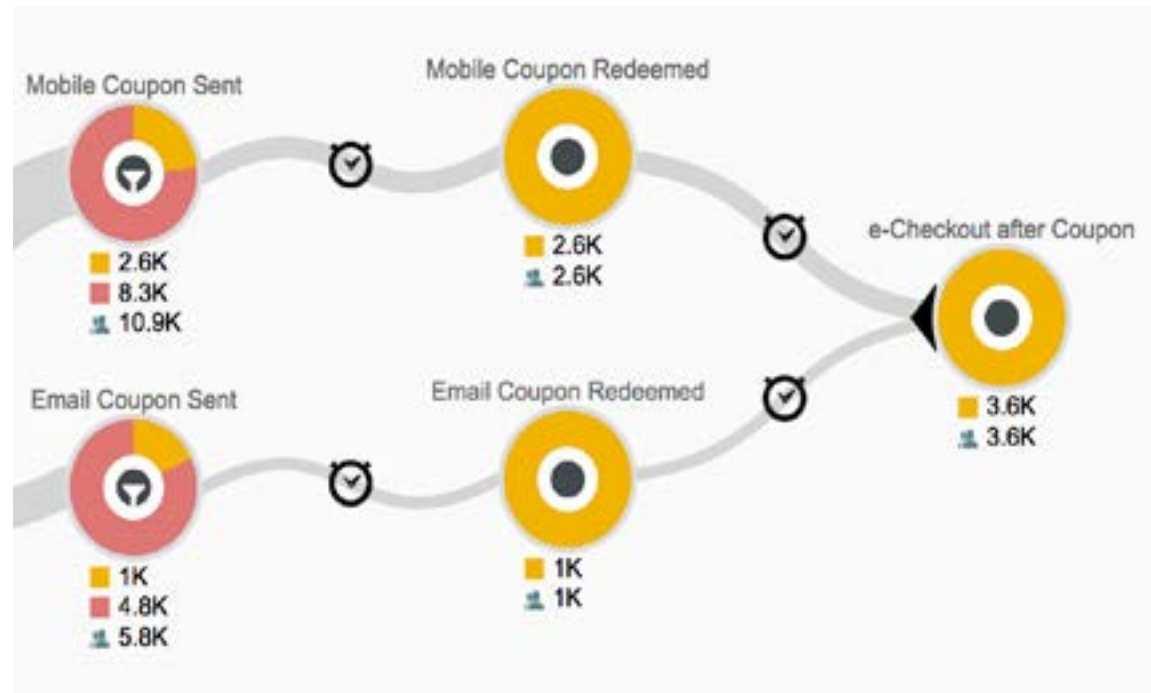 Mobile Coupon Sent
2.6K
8.3K
10.9K
Mobile Coupon Redeemed
2.6K
2.6K
e-Checkout after Coupon
3.6K
3.6K
Email Coupon Sent
1K
4.8K
5.8K
Email Coupon Redeemed
1K
1K